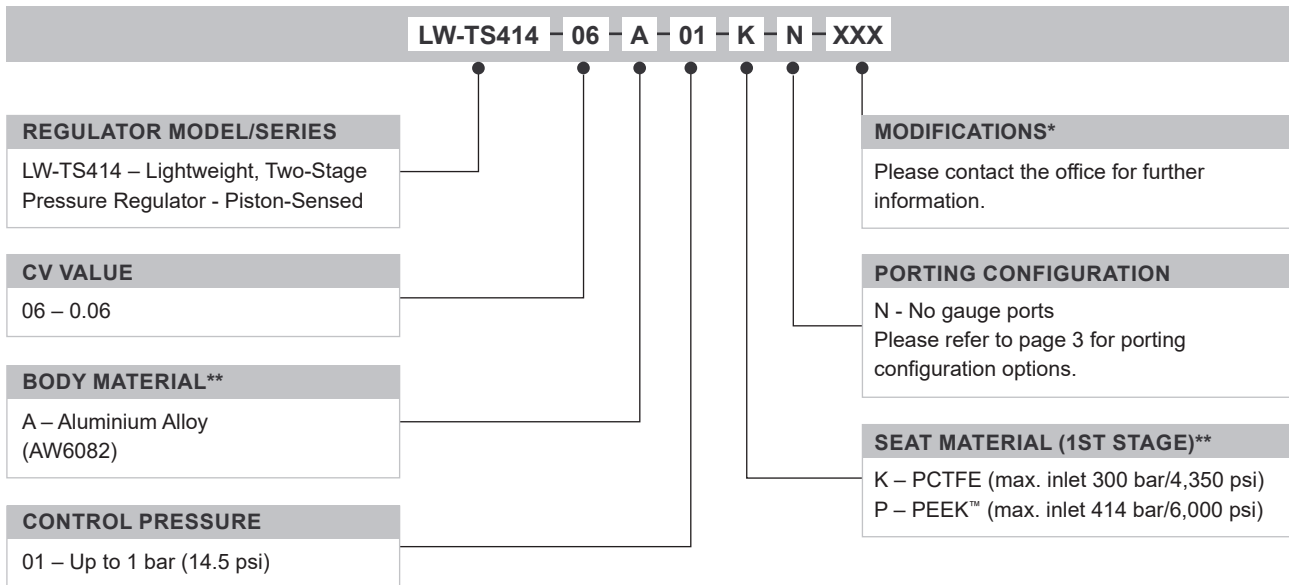 LW-TS414 - 06 - A - 01 - K - N - XXX
REGULATOR MODEL/SERIES
LW-TS414 – Lightweight, Two-Stage
Pressure Regulator - Piston-Sensed
CV VALUE
06 – 0.06
BODY MATERIAL**
A – Aluminium Alloy
(AW6082)
CONTROL PRESSURE
01 – Up to 1 bar (14.5 psi)
MODIFICATIONS*
Please contact the office for further
information.
PORTING CONFIGURATION
N - No gauge ports
Please refer to page 3 for porting
configuration options.
SEAT MATERIAL (1ST STAGE)**
K – PCTFE (max. inlet 300 bar/4,350 psi)
P – PEEK™ (max. inlet 414 bar/6,000 psi)